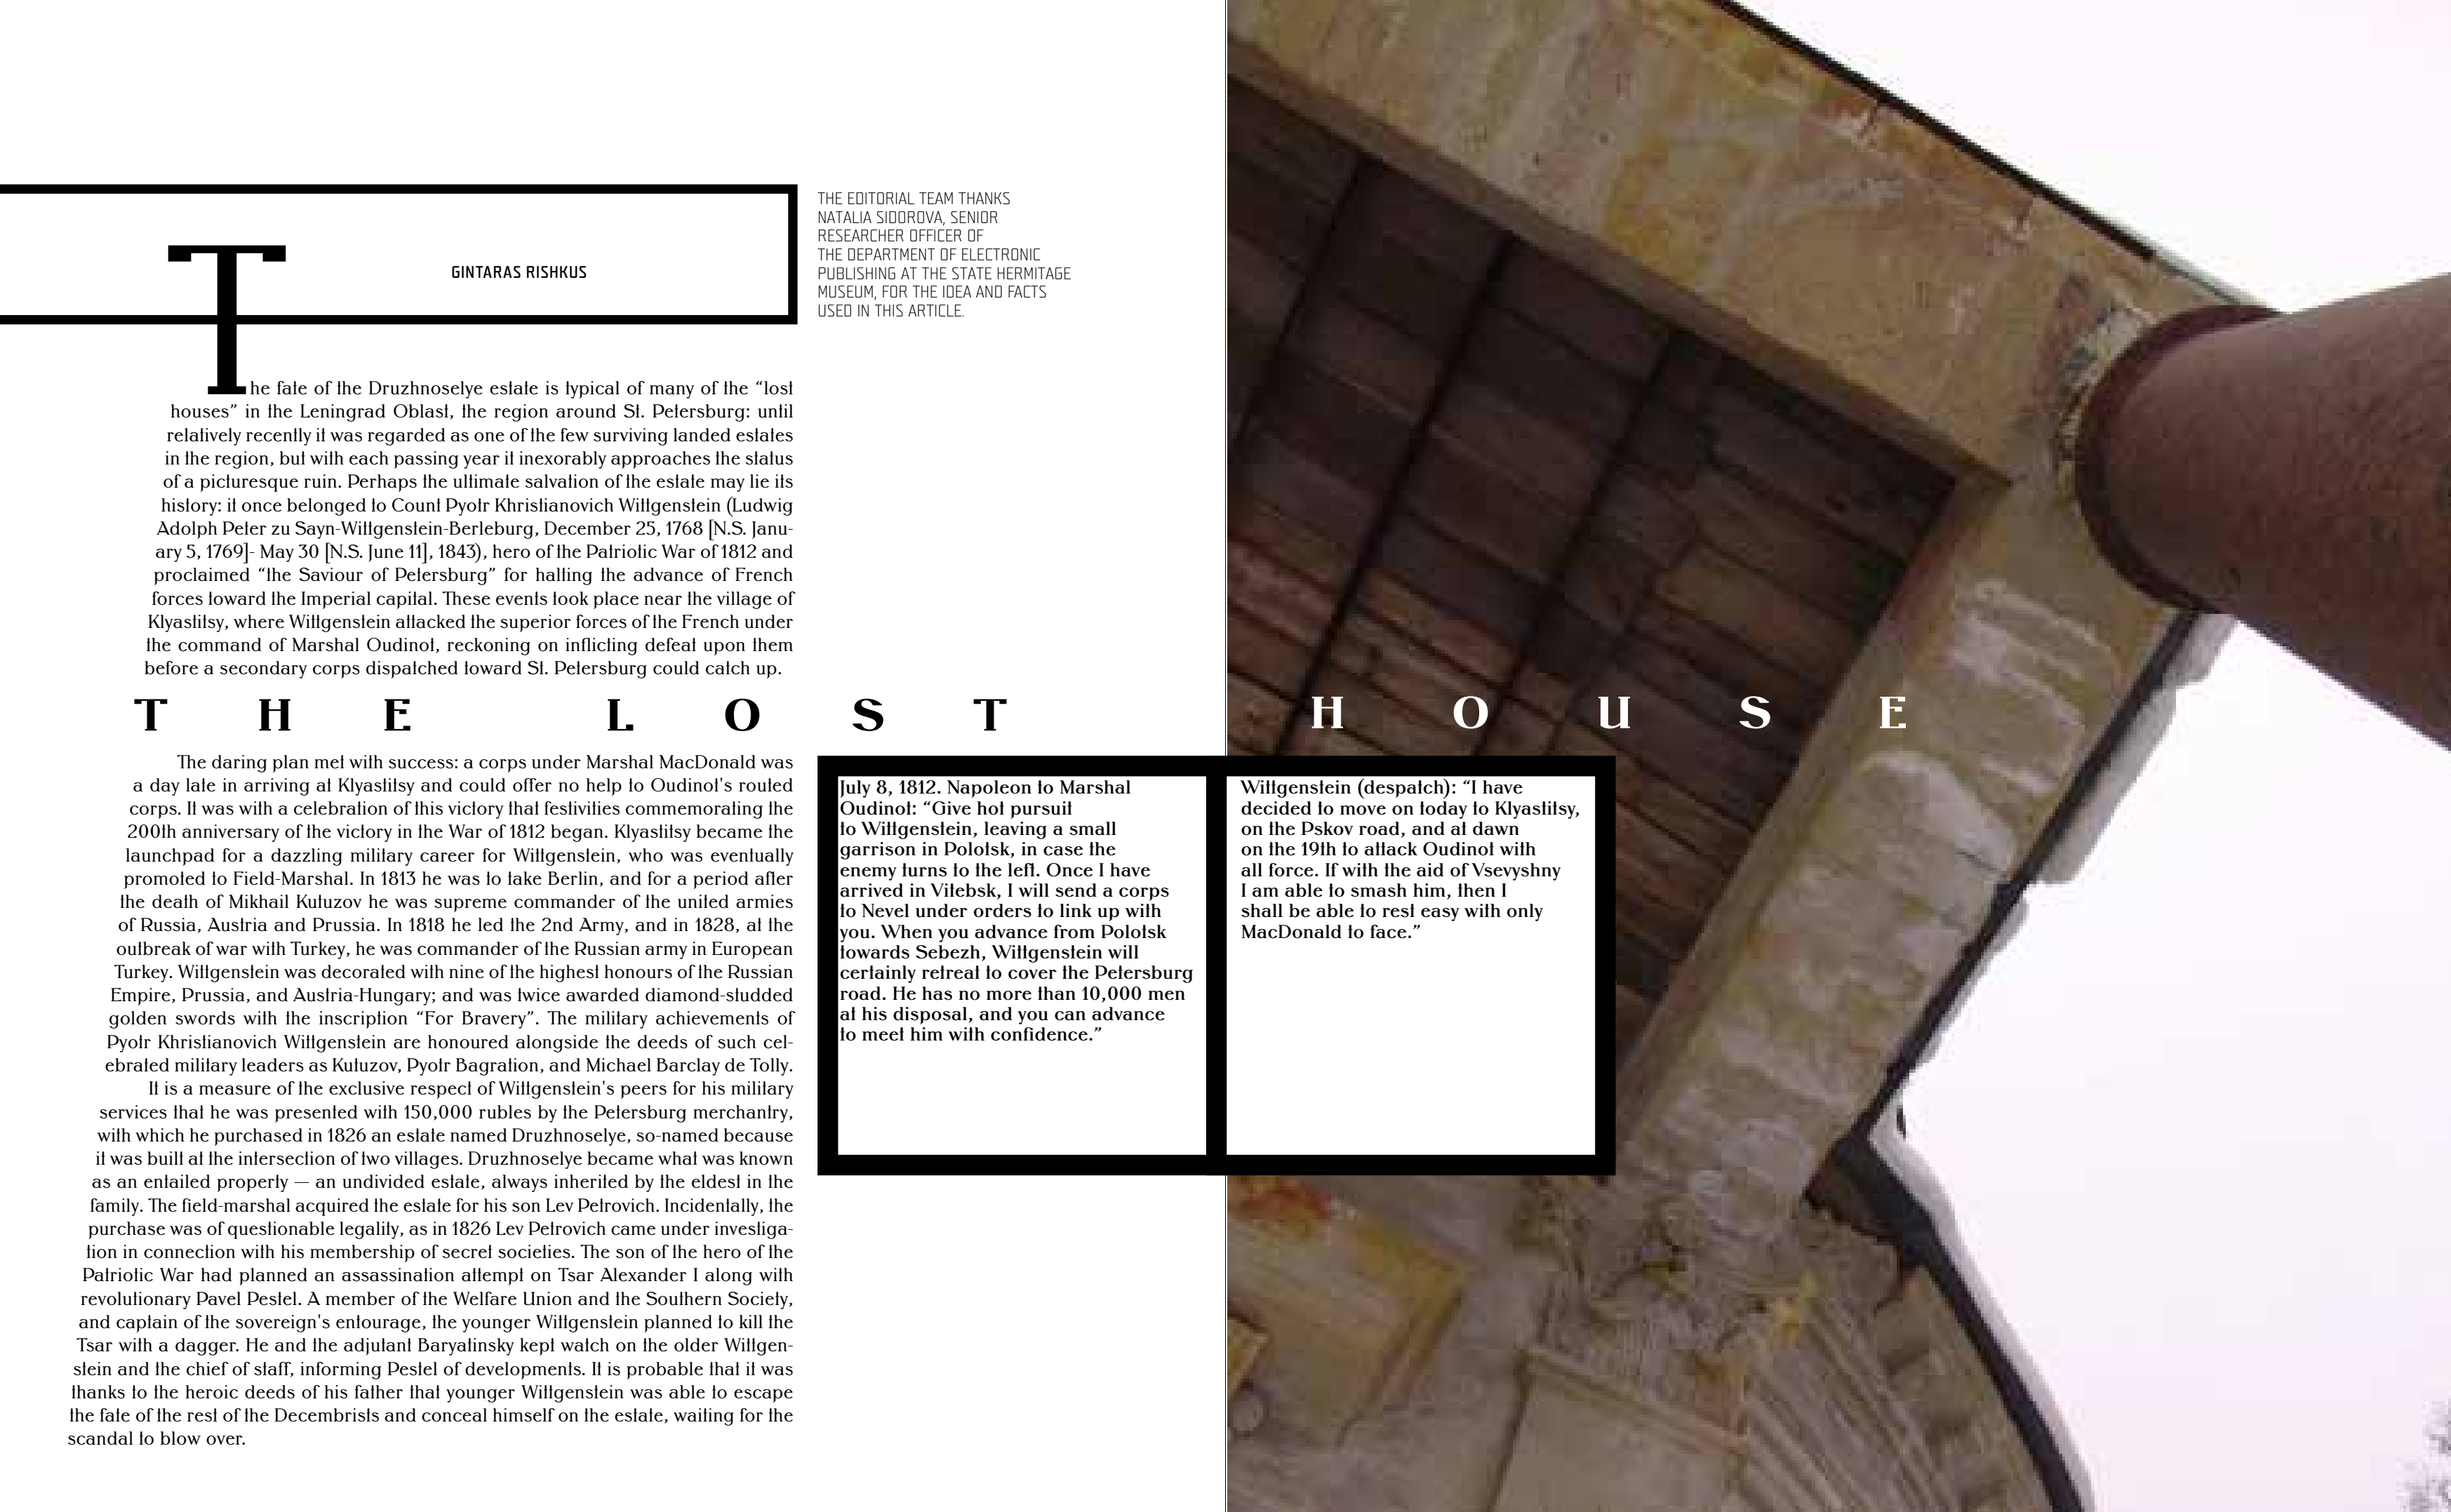 GINTARAS RISHKUS
THE EDITORIAL TEAM THANKS
NATALIA SIDOROVA, SENIOR
RESEARCHER OFFICER OF
THE DEPARTMENT OF ELECTRONIC
PUBLISHING AT THE STATE HERMITAGE
MUSEUM, FOR THE IDEA AND FACTS
USED IN THIS ARTICLE.
The fate of the Druzhnoselye estate is typical of many of the “lost
houses” in the Leningrad Oblast, the region around St. Petersburg: until
relatively recently it was regarded as one of the few surviving landed estates
in the region, but with each passing year it inexorably approaches the status
of a picturesque ruin. Perhaps the ultimate salvation of the estate may lie its
history: it once belonged to Count Pyotr Khristianovich Wittgenstein (Ludwig
Adolph Peter zu Sayn-Wittgenstein-Berleburg, December 25, 1768 [N.S. Janu-
ary 5, 1769]- May 30 [N.S. June 11], 1843), hero of the Patriotic War of 1812 and
proclaimed “the Saviour of Petersburg” for halting the advance of French
forces toward the Imperial capital. These events took place near the village of
Klyastitsy, where Wittgenstein attacked the superior forces of the French under
the command of Marshal Oudinot, reckoning on inflicting defeat upon them
before a secondary corps dispatched toward St. Petersburg could catch up.
THE LOST HOUSE
The daring plan met with success: a corps under Marshal MacDonald was
a day late in arriving at Klyastitsy and could offer no help to Oudinot's routed
corps. It was with a celebration of this victory that festivities commemorating the
200th anniversary of the victory in the War of 1812 began. Klyastitsy became the
launchpad for a dazzling military career for Wittgenstein, who was eventually
promoted to Field-Marshal. In 1813 he was to take Berlin, and for a period after
the death of Mikhail Kutuzov he was supreme commander of the united armies
of Russia, Austria and Prussia. In 1818 he led the 2nd Army, and in 1828, at the
outbreak of war with Turkey, he was commander of the Russian army in European
Turkey. Wittgenstein was decorated with nine of the highest honours of the Russian
Empire, Prussia, and Austria-Hungary; and was twice awarded diamond-studded
golden swords with the inscription “For Bravery”. The military achievements of
Pyotr Khristianovich Wittgenstein are honoured alongside the deeds of such cel-
ebrated military leaders as Kutuzov, Pyotr Bagration, and Michael Barclay de Tolly.
It is a measure of the exclusive respect of Wittgenstein's peers for his military
services that he was presented with 150,000 rubles by the Petersburg merchantry,
with which he purchased in 1826 an estate named Druzhnoselye, so-named because
it was built at the intersection of two villages. Druzhnoselye became what was known
as an entailed property — an undivided estate, always inherited by the eldest in the
family. The field-marshal acquired the estate for his son Lev Petrovich. Incidentally, the
purchase was of questionable legality, as in 1826 Lev Petrovich came under investiga-
tion in connection with his membership of secret societies. The son of the hero of the
Patriotic War had planned an assassination attempt on Tsar Alexander I along with
revolutionary Pavel Pestel. A member of the Welfare Union and the Southern Society,
and captain of the sovereign's entourage, the younger Wittgenstein planned to kill the
Tsar with a dagger. He and the adjutant Baryatinsky kept watch on the older Wittgen-
stein and the chief of staff, informing Pestel of developments. It is probable that it was
thanks to the heroic deeds of his father that younger Wittgenstein was able to escape
the fate of the rest of the Decembrists and conceal himself on the estate, waiting for the
scandal to blow over.
July 8, 1812. Napoleon to Marshal
Oudinot: “Give hot pursuit
to Wittgenstein, leaving a small
garrison in Polotsk, in case the
enemy turns to the left. Once I have
arrived in Vitebsk, I will send a corps
to Nevel under orders to link up with
you. When you advance from Polotsk
towards Sebezh, Wittgenstein will
certainly retreat to cover the Petersburg
road. He has no more than 10,000 men
at his disposal, and you can advance
to meet him with confidence.”
Wittgenstein (despatch): “I have
decided to move on today to Klyastitsy,
on the Pskov road, and at dawn
on the 19th to attack Oudinot with
all force. If with the aid of Vsevyshny
I am able to smash him, then I
shall be able to rest easy with only
MacDonald to face.”